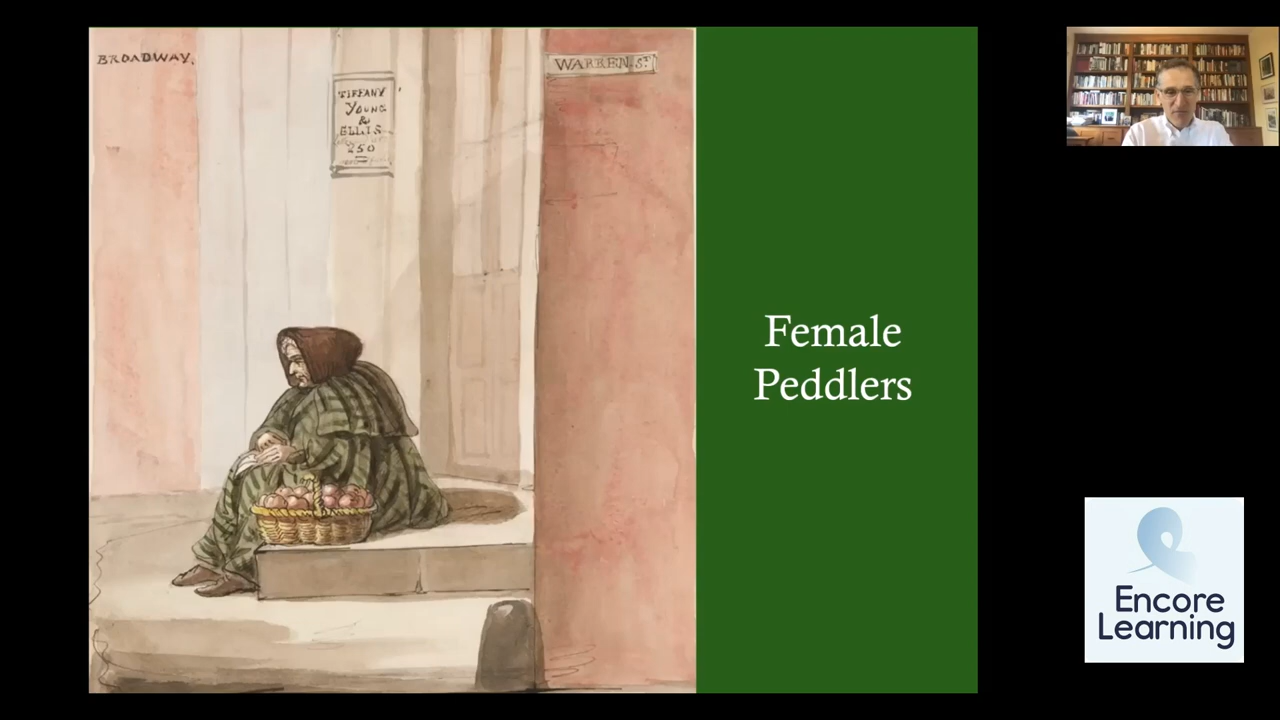 BROADWAY.
WARREN. ST
TIFFANY
YOUNG
&
ELLIS
250
Female
Peddlers
Encore
Learning